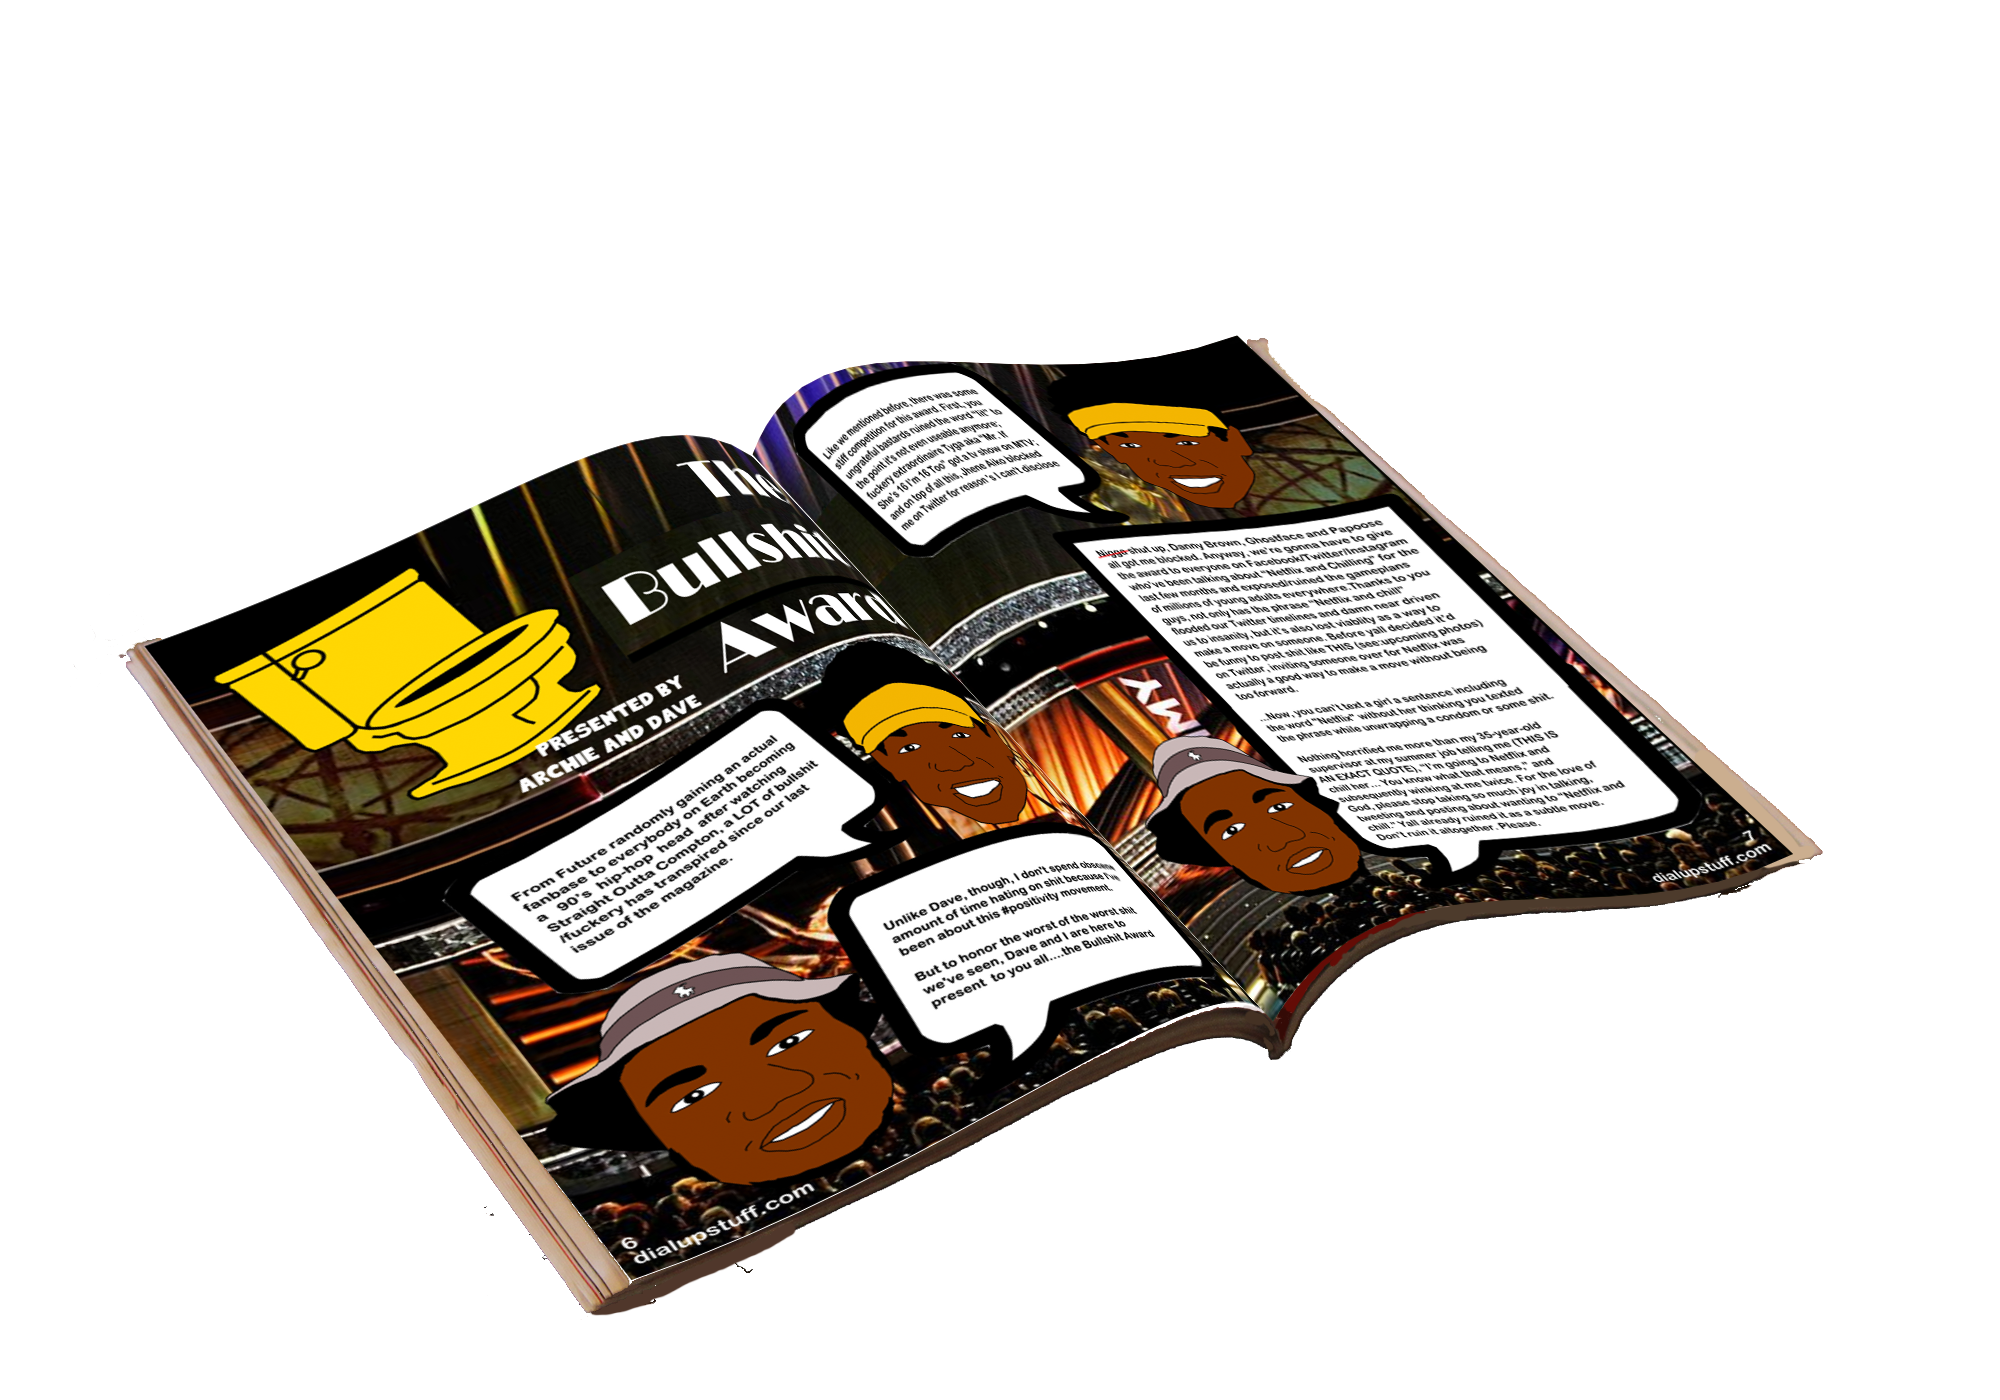 The
Bullshit
Award
PRESENTED BY
ARCHIE AND DAVE
From Future randomly gaining an actual
fanbase to everybody on Earth becoming
a 90's hip-hop head after watching
Straight Outta Compton, a LOT of bullshit
/fuckery has transpired since our last
issue of the magazine.
Unlike Dave, though, I don't spend
amount of time hating on shit because I've
been about this #positivity movement.
But to honor the worst of the worst shit
we've seen, Dave and I are here to
present to you all....the Bullshit Award
6
dialupstuff.com
Like we mentioned before, there was some
stiff competition for this award. First, you
ungrateful bastards ruined the word "lit" to
the point it's not even useable anymore;
fuckery extraordinaire Tyga aka "Mr. If
She's 16 I'm 16 Too" got a tv show on MTV;
and on top of all this, Jhene Aiko blocked
me on Twitter for reason's I can't disclose
Nigga shut up, Danny Brown, Ghostface and Papoose
all got me blocked. Anyway, we're gonna have to give
the award to everyone on Facebook/Twitter/Instagram
who've been talking about "Netflix and Chilling" for the
last few months and exposed/ruined the gameplans
of millions of young adults everywhere.Thanks to you
guys, not only has the phrase "Netflix and chill"
flooded our Twitter timelines and damn near driven
us to insanity, but it's also lost viablity as a way to
make a move on someone. Before yall decided it'd
be funny to post shit like THIS (see:upcoming photos)
on Twitter, inviting someone over for Netflix was
actually a good way to make a move without being
too forward.
...Now, you can't text a girl a sentence including
the word "Netflix" without her thinking you texted
the phrase while unwrapping a condom or some shit.
Nothing horrified me more than my 35-year-old
supervisor at my summer job telling me (THIS IS
AN EXACT QUOTE), "I'm going to Netflix and
chill her... You know what that means," and
subsequently winking at me twice. For the love of
God, please stop taking so much joy in talking,
tweeting and posting about wanting to "Netflix and
chill." Yall already ruined it as a subtle move.
Don't ruin it altogether. Please.
7
dialupstuff.com